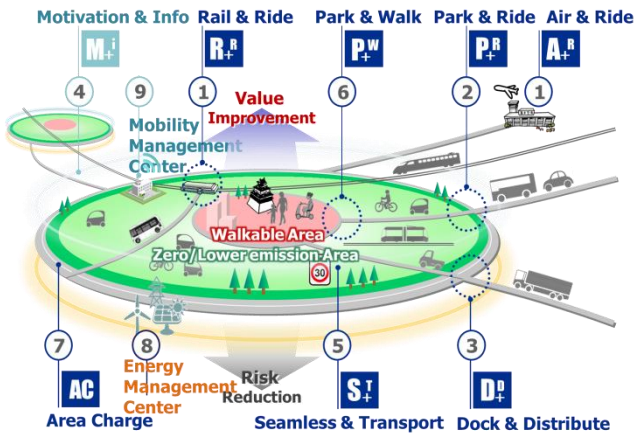 Motivation & Info Rail & Ride Park & Walk Park & Ride Air & Ride
M+i R+R P+W P+R A+R
4 9 1 6 2 1
Value
Improvement
Mobility
Management
Center
Walkable Area
Zero/Lower emission Area
30
7 8 5 3
Energy
Management
Center
Risk
Reduction
AC S+T D+D
Area Charge Seamless & Transport Dock & Distribute